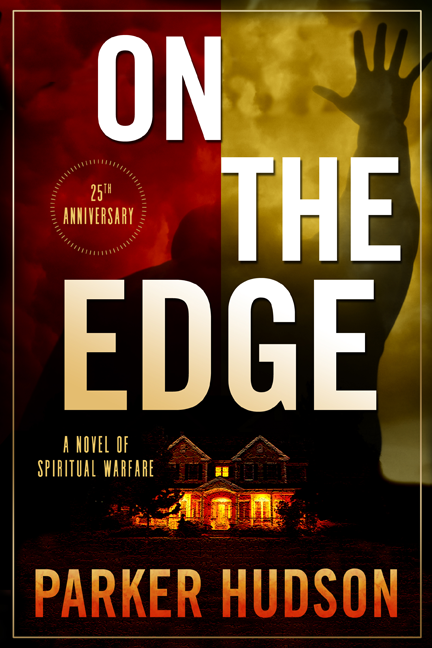 ON
THE
25TH
ANNIVERSARY
EDGE
A NOVEL OF
SPIRITUAL WARFARE
PARKER HUDSON